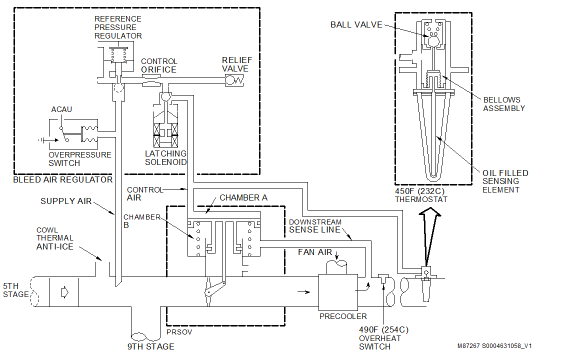 REFERENCE
PRESSURE
REGULATOR
CONTROL
ORIFICE
RELIEF
VALVE
ACAU
OVERPRESSURE
SWITCH
LATCHING
SOLENOID
BLEED AIR REGULATOR
BALL VALVE
BELLOWS
ASSEMBLY
OIL FILLED
SENSING
ELEMENT
450F (232C)
THERMOSTAT
SUPPLY AIR
CONTROL
AIR
CHAMBER A
CHAMBER
B
DOWNSTREAM
SENSE LINE
FAN AIR
COWL
THERMAL
ANTI-ICE
5TH
STAGE
PRSOV
9TH STAGE
PRECOOLER
490F (254C)
OVERHEAT
SWITCH
M87267 S0004631058_V1